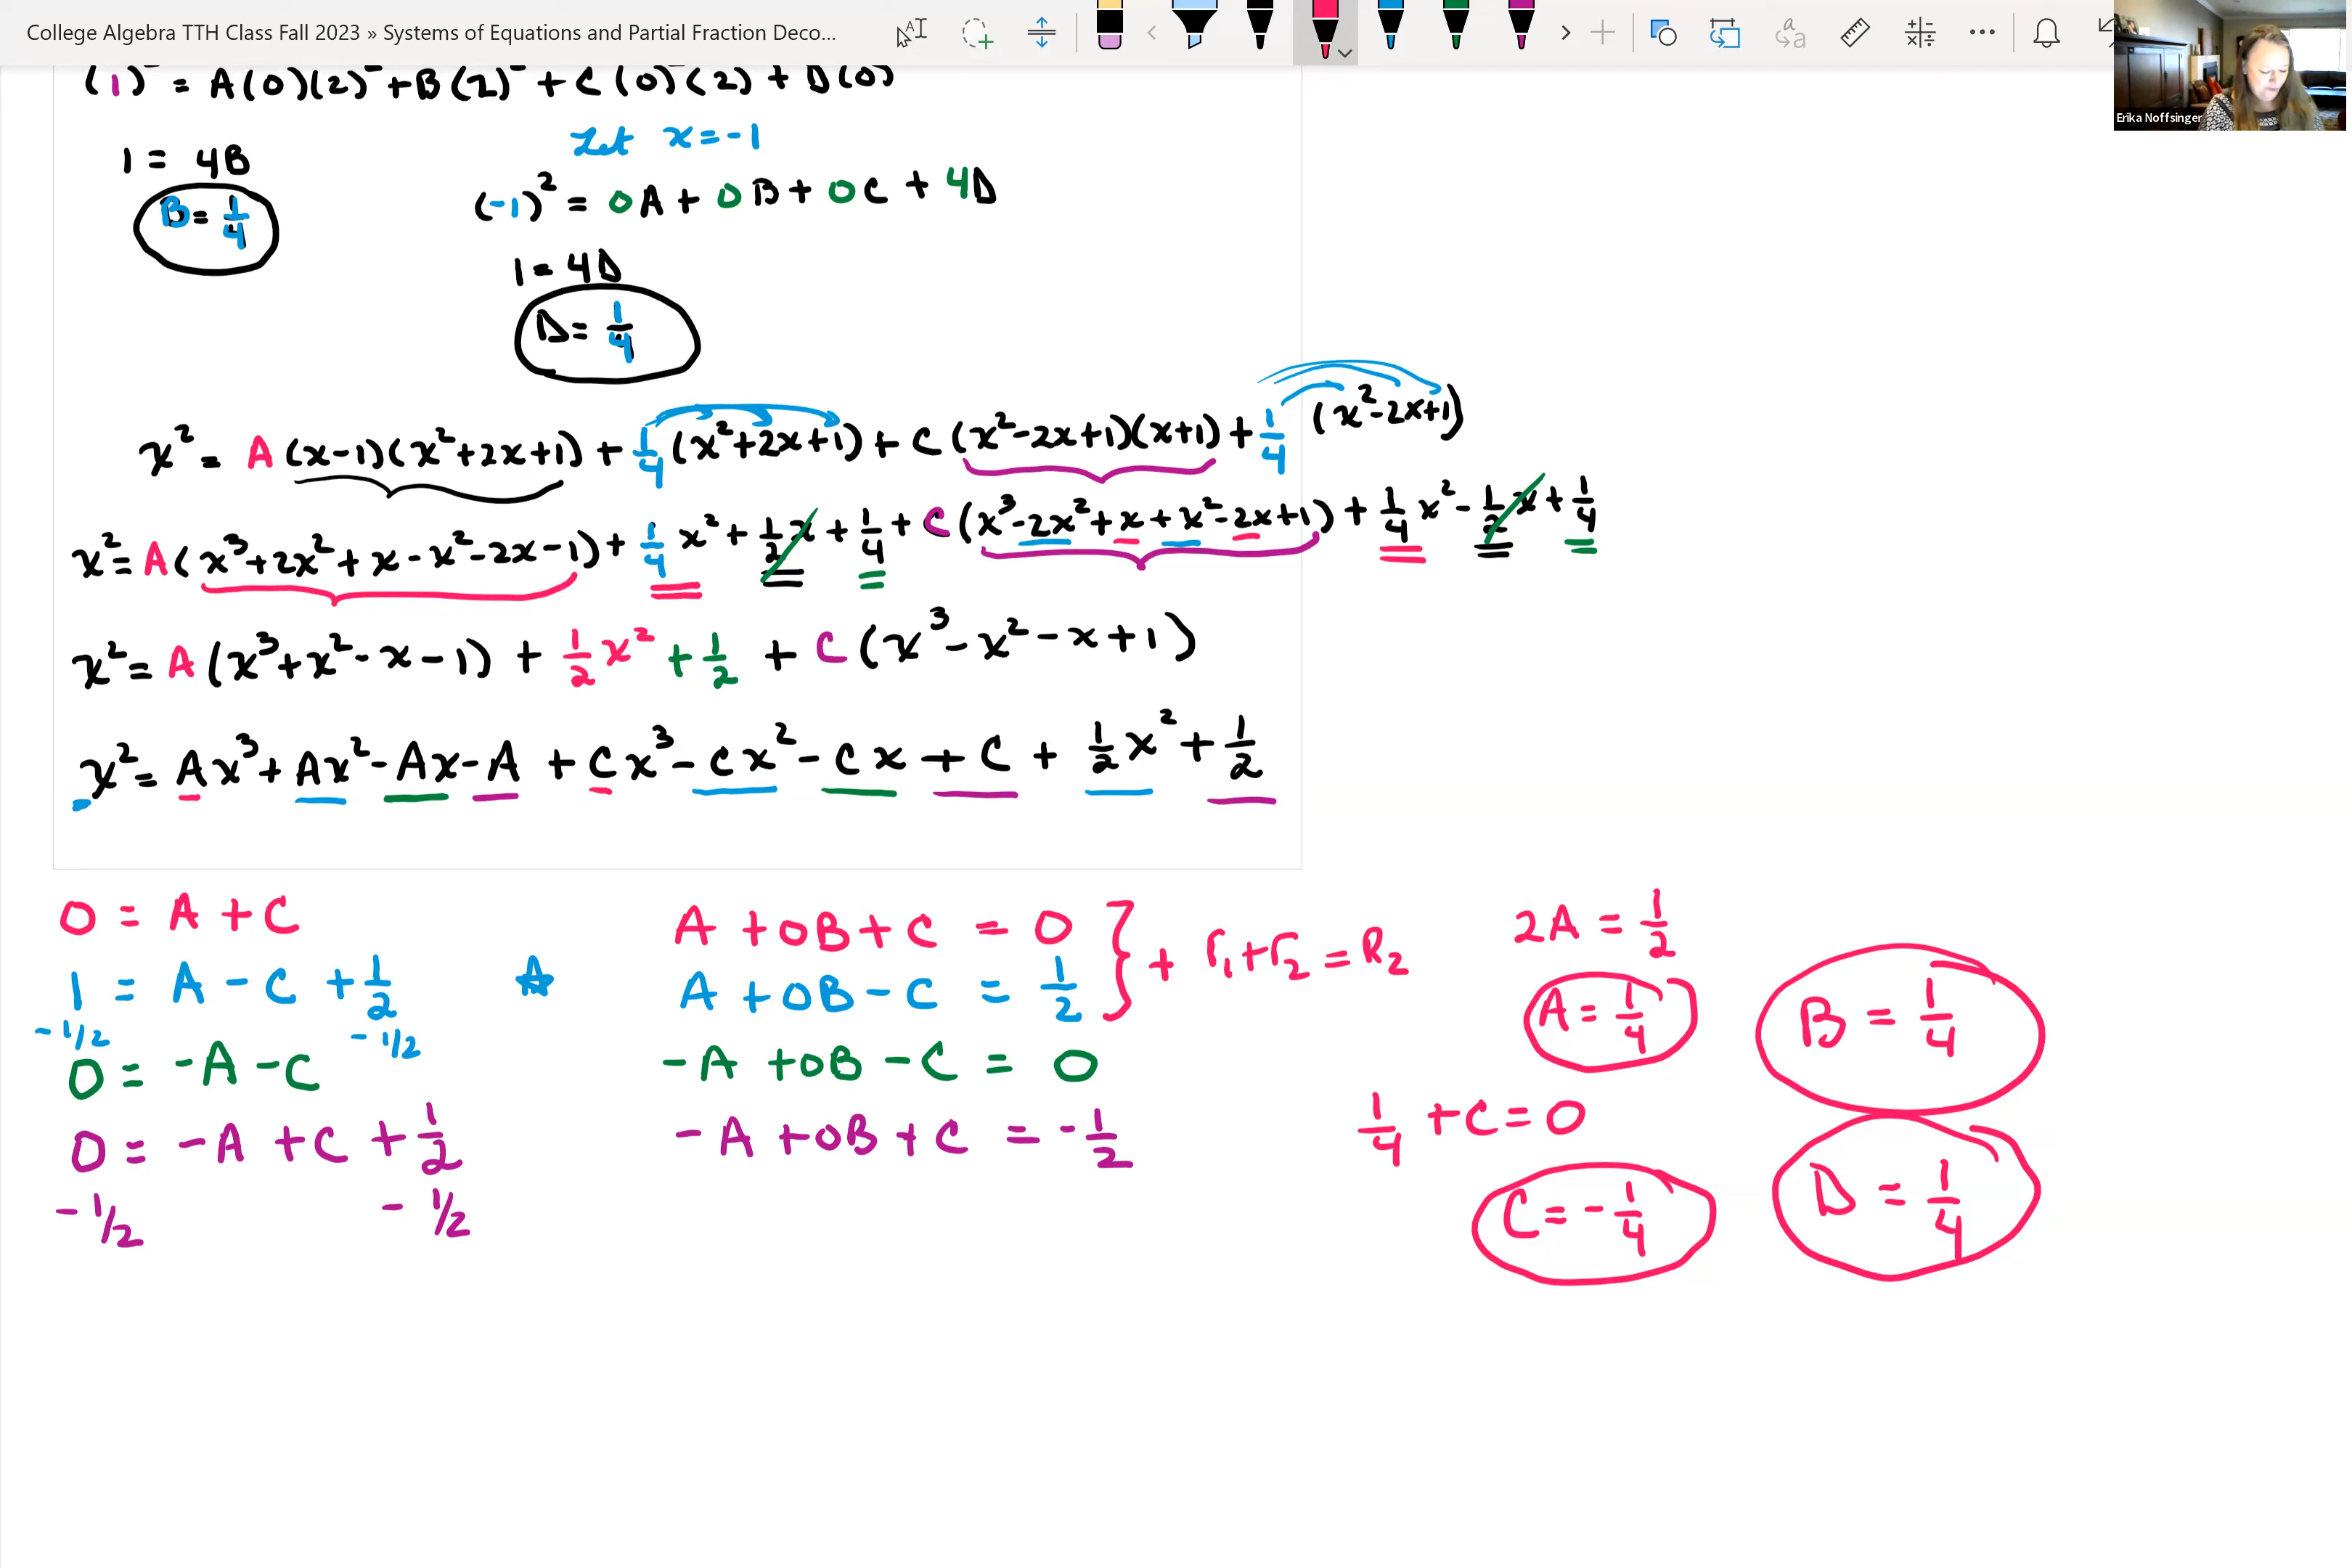 College Algebra TTH Class Fall 2023 » Systems of Equations and Partial Fraction Deco...
Erika Noffsinger
(1)² = A(0)(2)² + B(2)² + C(0)(2) + D(0)
1 = 4B
B = 1/4
Let x = -1
(-1)² = 0A + 0B + 0C + 4D
1 = 4D
D = 1/4
x² = A(x-1)(x²+2x+1) + 1/4(x²+2x+1) + C(x²-2x+1)(x+1) + 1/4(x²-2x+1)
x² = A(x³+2x²+x-x²-2x-1) + 1/4x² + 1/2x + 1/4 + C(x³-2x²+x+x²-2x+1) + 1/4x² - 1/2x + 1/4
x² = A(x³+x²-x-1) + 1/2x² + 1/2 + C(x³-x²-x+1)
x² = Ax³ + Ax² - Ax - A + Cx³ - Cx² - Cx + C + 1/2x² + 1/2
0 = A + C
1 = A - C + 1/2
-1/2 -1/2
0 = -A - C
0 = -A + C + 1/2
-1/2 -1/2
A + 0B + C = 0
A + 0B - C = 1/2
-A + 0B - C = 0
-A + 0B + C = -1/2
+ r₁+r₂=R₂
2A = 1/2
A = 1/4
1/4 + C = 0
C = -1/4
B = 1/4
D = 1/4